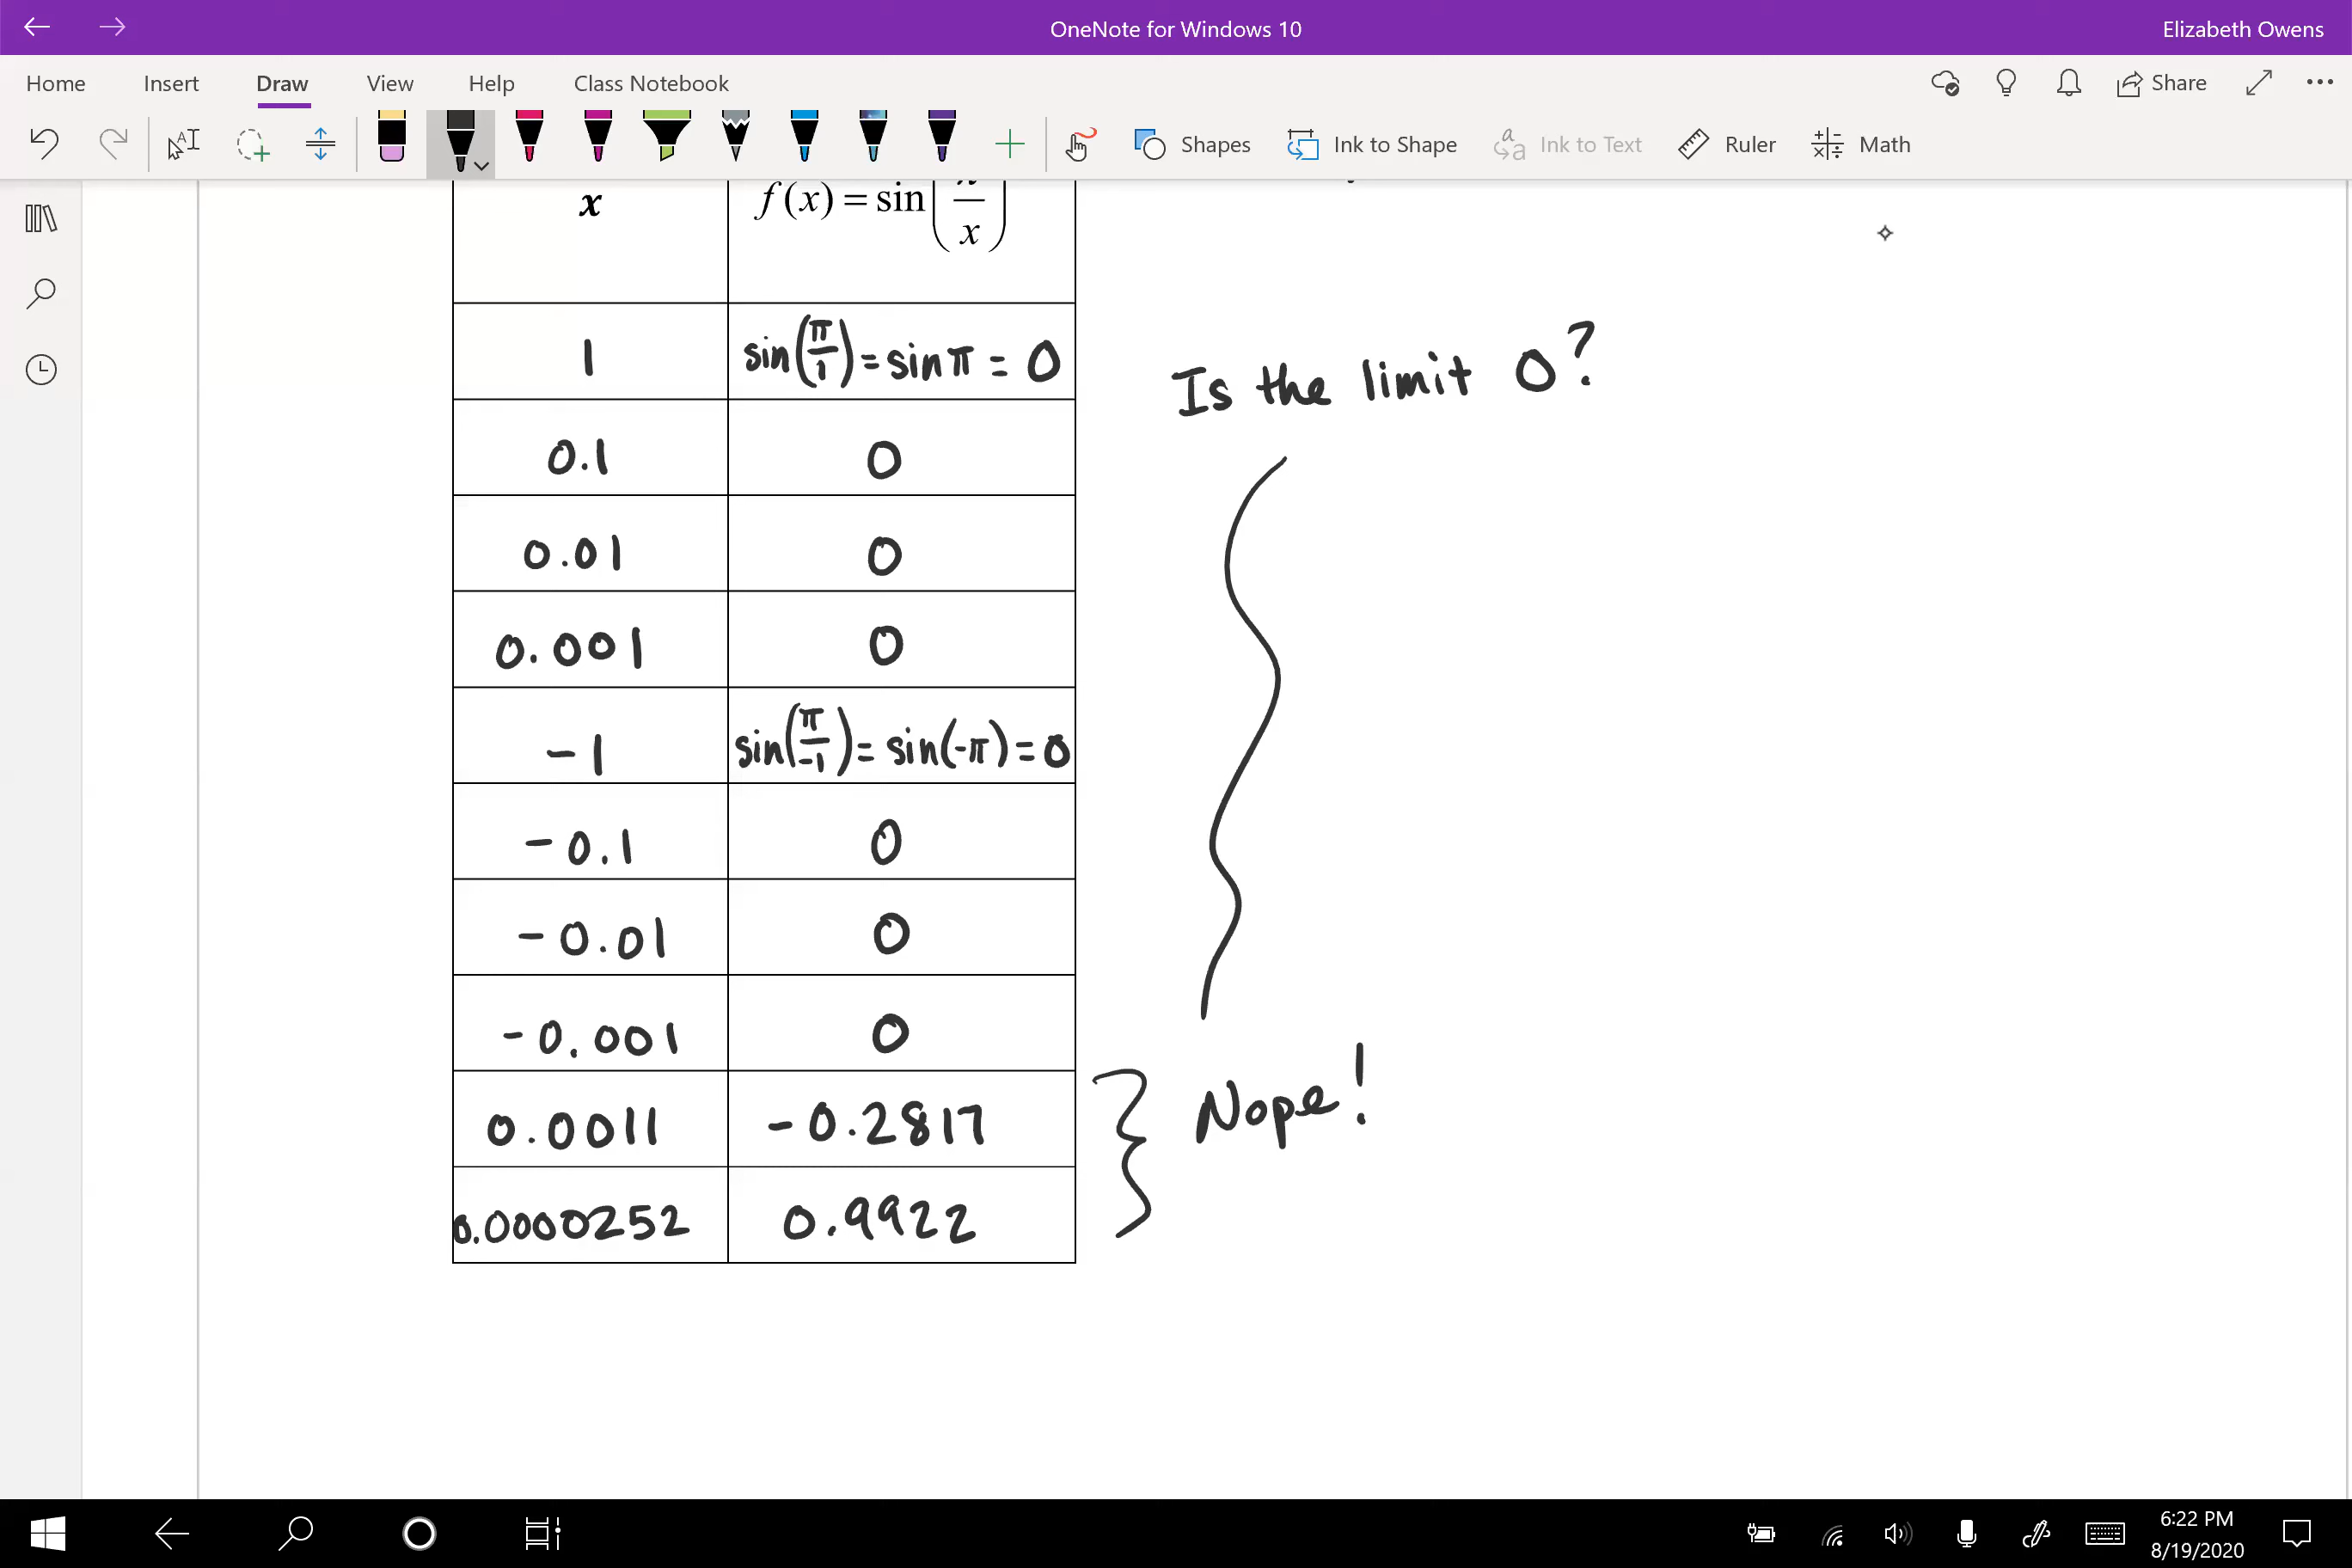 OneNote for Windows 10
Elizabeth Owens
Home Insert Draw View Help Class Notebook
Share
Shapes Ink to Shape Ink to Text Ruler Math
x f(x) = sin(π/x)
1 sin(π/1) = sin π = 0
Is the limit 0?
0.1 0
0.01 0
0.001 0
-1 sin(π/-1) = sin(-π) = 0
-0.1 0
-0.01 0
-0.001 0
0.0011 -0.2817
Nope!
0.0000252 0.9922
6:22 PM
8/19/2020